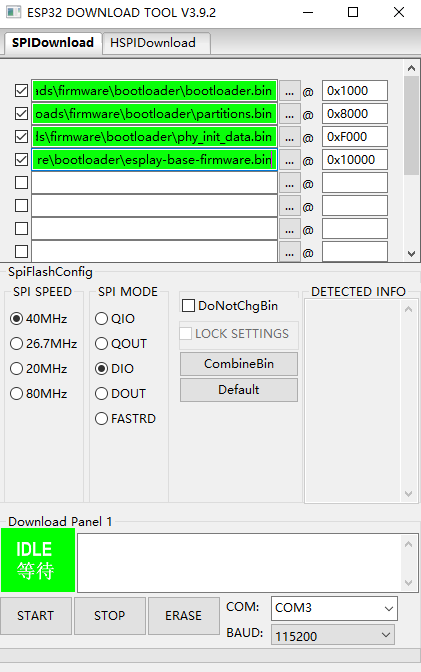 ESP32 DOWNLOAD TOOL V3.9.2
SPIDownload HSPIDownload
ads\firmware\bootloader\bootloader.bin ... @ 0x1000
oads\firmware\bootloader\partitions.bin ... @ 0x8000
ds\firmware\bootloader\phy_init_data.bin ... @ 0xF000
re\bootloader\esplay-base-firmware.bin ... @ 0x10000
... @
... @
... @
... @
SpiFlashConfig
SPI SPEED SPI MODE DETECTED INFO
40MHz QIO DoNotChgBin
26.7MHz QOUT LOCK SETTINGS
20MHz DIO CombineBin
80MHz DOUT Default
FASTRD
Download Panel 1
IDLE
等待
START STOP ERASE COM: COM3
BAUD: 115200